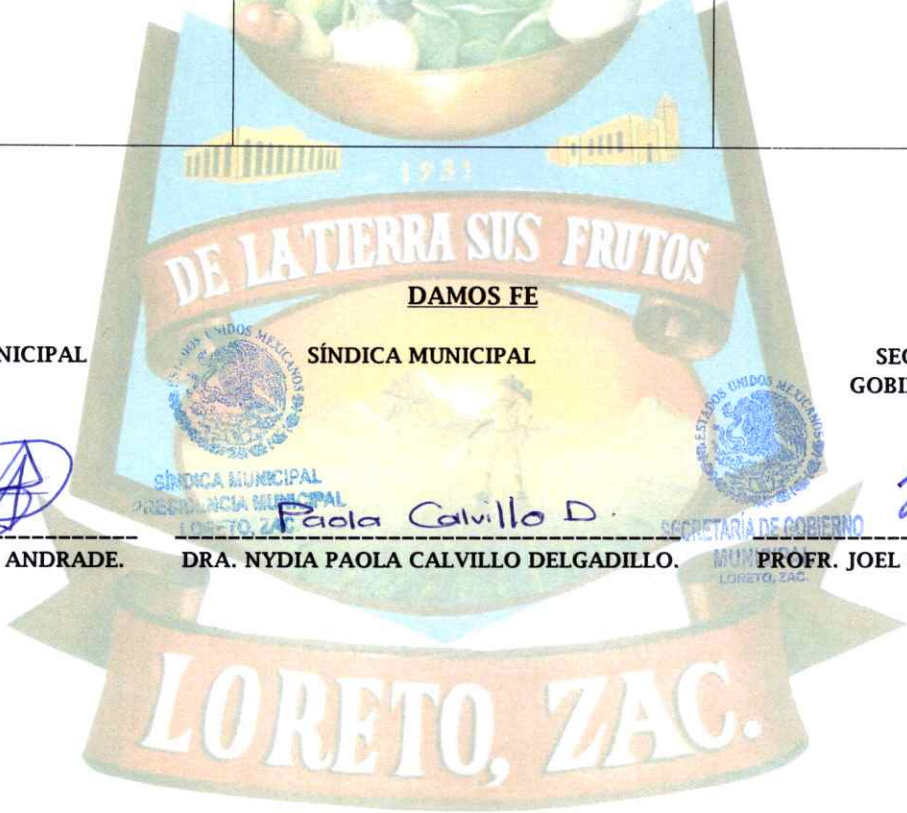 1931
DE LA TIERRA SUS FRUTOS
DAMOS FE
NICIPAL
SÍNDICA MUNICIPAL
SEC
GOBI
ESTADOS UNIDOS MEXICANOS
ESTADOS UNIDOS MEXICANOS
SÍNDICA MUNICIPAL
PRESIDENCIA MUNICIPAL
LORETO, ZAC.
Paola Calvillo D.
SECRETARÍA DE GOBIERNO
MUNICIPAL
LORETO, ZAC.
ANDRADE.
DRA. NYDIA PAOLA CALVILLO DELGADILLO.
PROFR. JOEL
LORETO, ZAC.